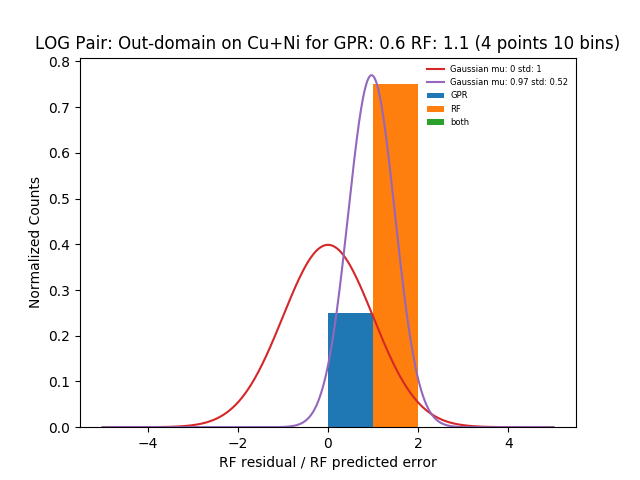 LOG Pair: Out-domain on Cu+Ni for GPR: 0.6 RF: 1.1 (4 points 10 bins)
Gaussian mu: 0 std: 1
Gaussian mu: 0.97 std: 0.52
GPR
RF
both
Normalized Counts
0.8
0.7
0.6
0.5
0.4
0.3
0.2
0.1
0.0
−4
−2
0
2
4
RF residual / RF predicted error